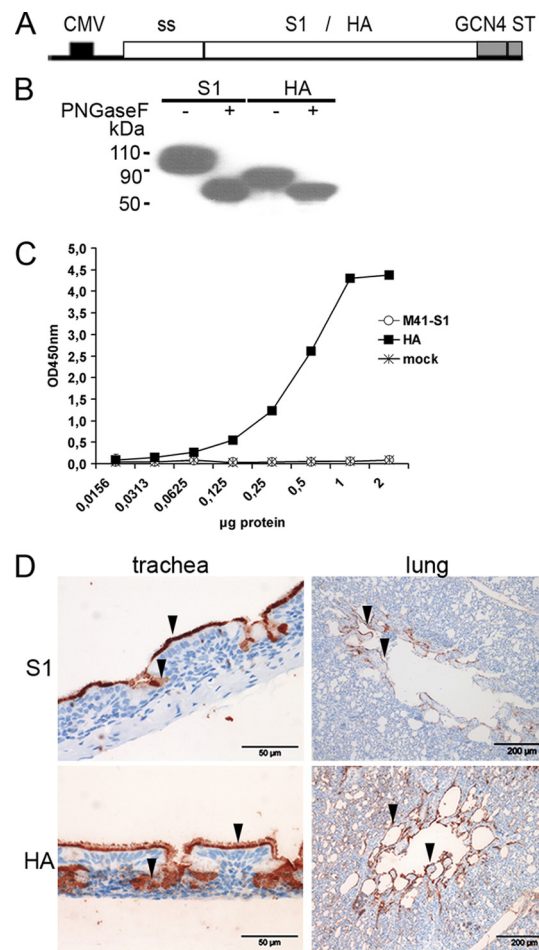 A
CMV ss S1 / HA GCN4 ST
B
S1 HA
PNGaseF - + - +
kDa
110
90
50
C
5,0
4,5
4,0
3,5
3,0
2,5
2,0
1,5
1,0
0,5
0,0
OD450nm
M41-S1
HA
mock
0,0156 0,0313 0,0625 0,125 0,25 0,5 1 2
µg protein
D
trachea lung
S1
50 µm 200 µm
HA
50 µm 200 µm